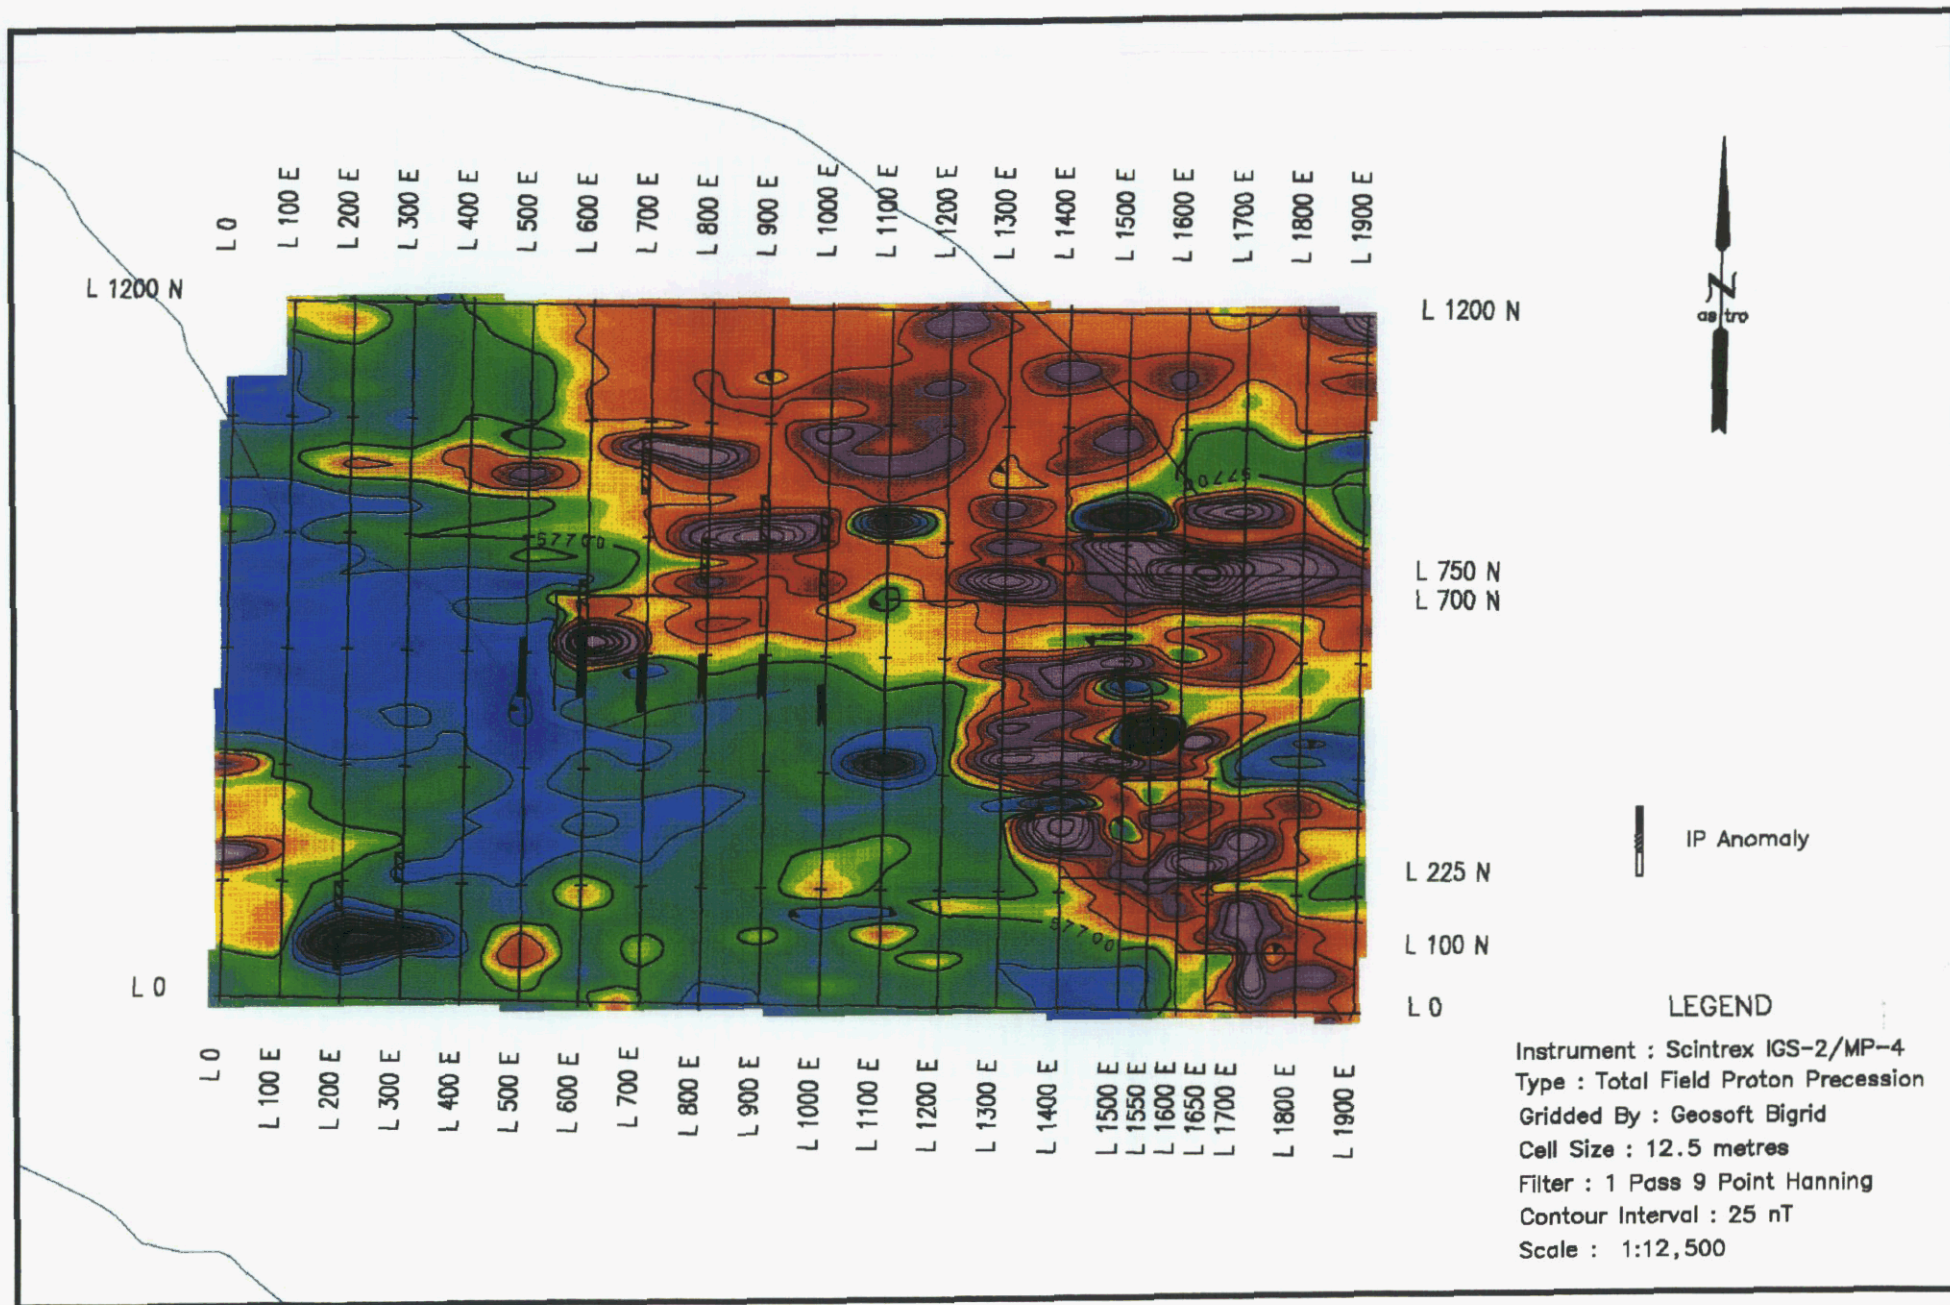 L 0
L 100 E
L 200 E
L 300 E
L 400 E
L 500 E
L 600 E
L 700 E
L 800 E
L 900 E
L 1000 E
L 1100 E
L 1200 E
L 1300 E
L 1400 E
L 1500 E
L 1600 E
L 1700 E
L 1800 E
L 1900 E
L 1200 N
L 1200 N
N
astro
57700
57700
L 750 N
L 700 N
IP Anomaly
L 225 N
57700
L 100 N
L 0
L 0
LEGEND
Instrument : Scintrex IGS-2/MP-4
Type : Total Field Proton Precession
Gridded By : Geosoft Bigrid
Cell Size : 12.5 metres
Filter : 1 Pass 9 Point Hanning
Contour Interval : 25 nT
Scale : 1:12,500
L 0
L 100 E
L 200 E
L 300 E
L 400 E
L 500 E
L 600 E
L 700 E
L 800 E
L 900 E
L 1000 E
L 1100 E
L 1200 E
L 1300 E
L 1400 E
L 1500 E
L 1550 E
L 1600 E
L 1650 E
L 1700 E
L 1800 E
L 1900 E